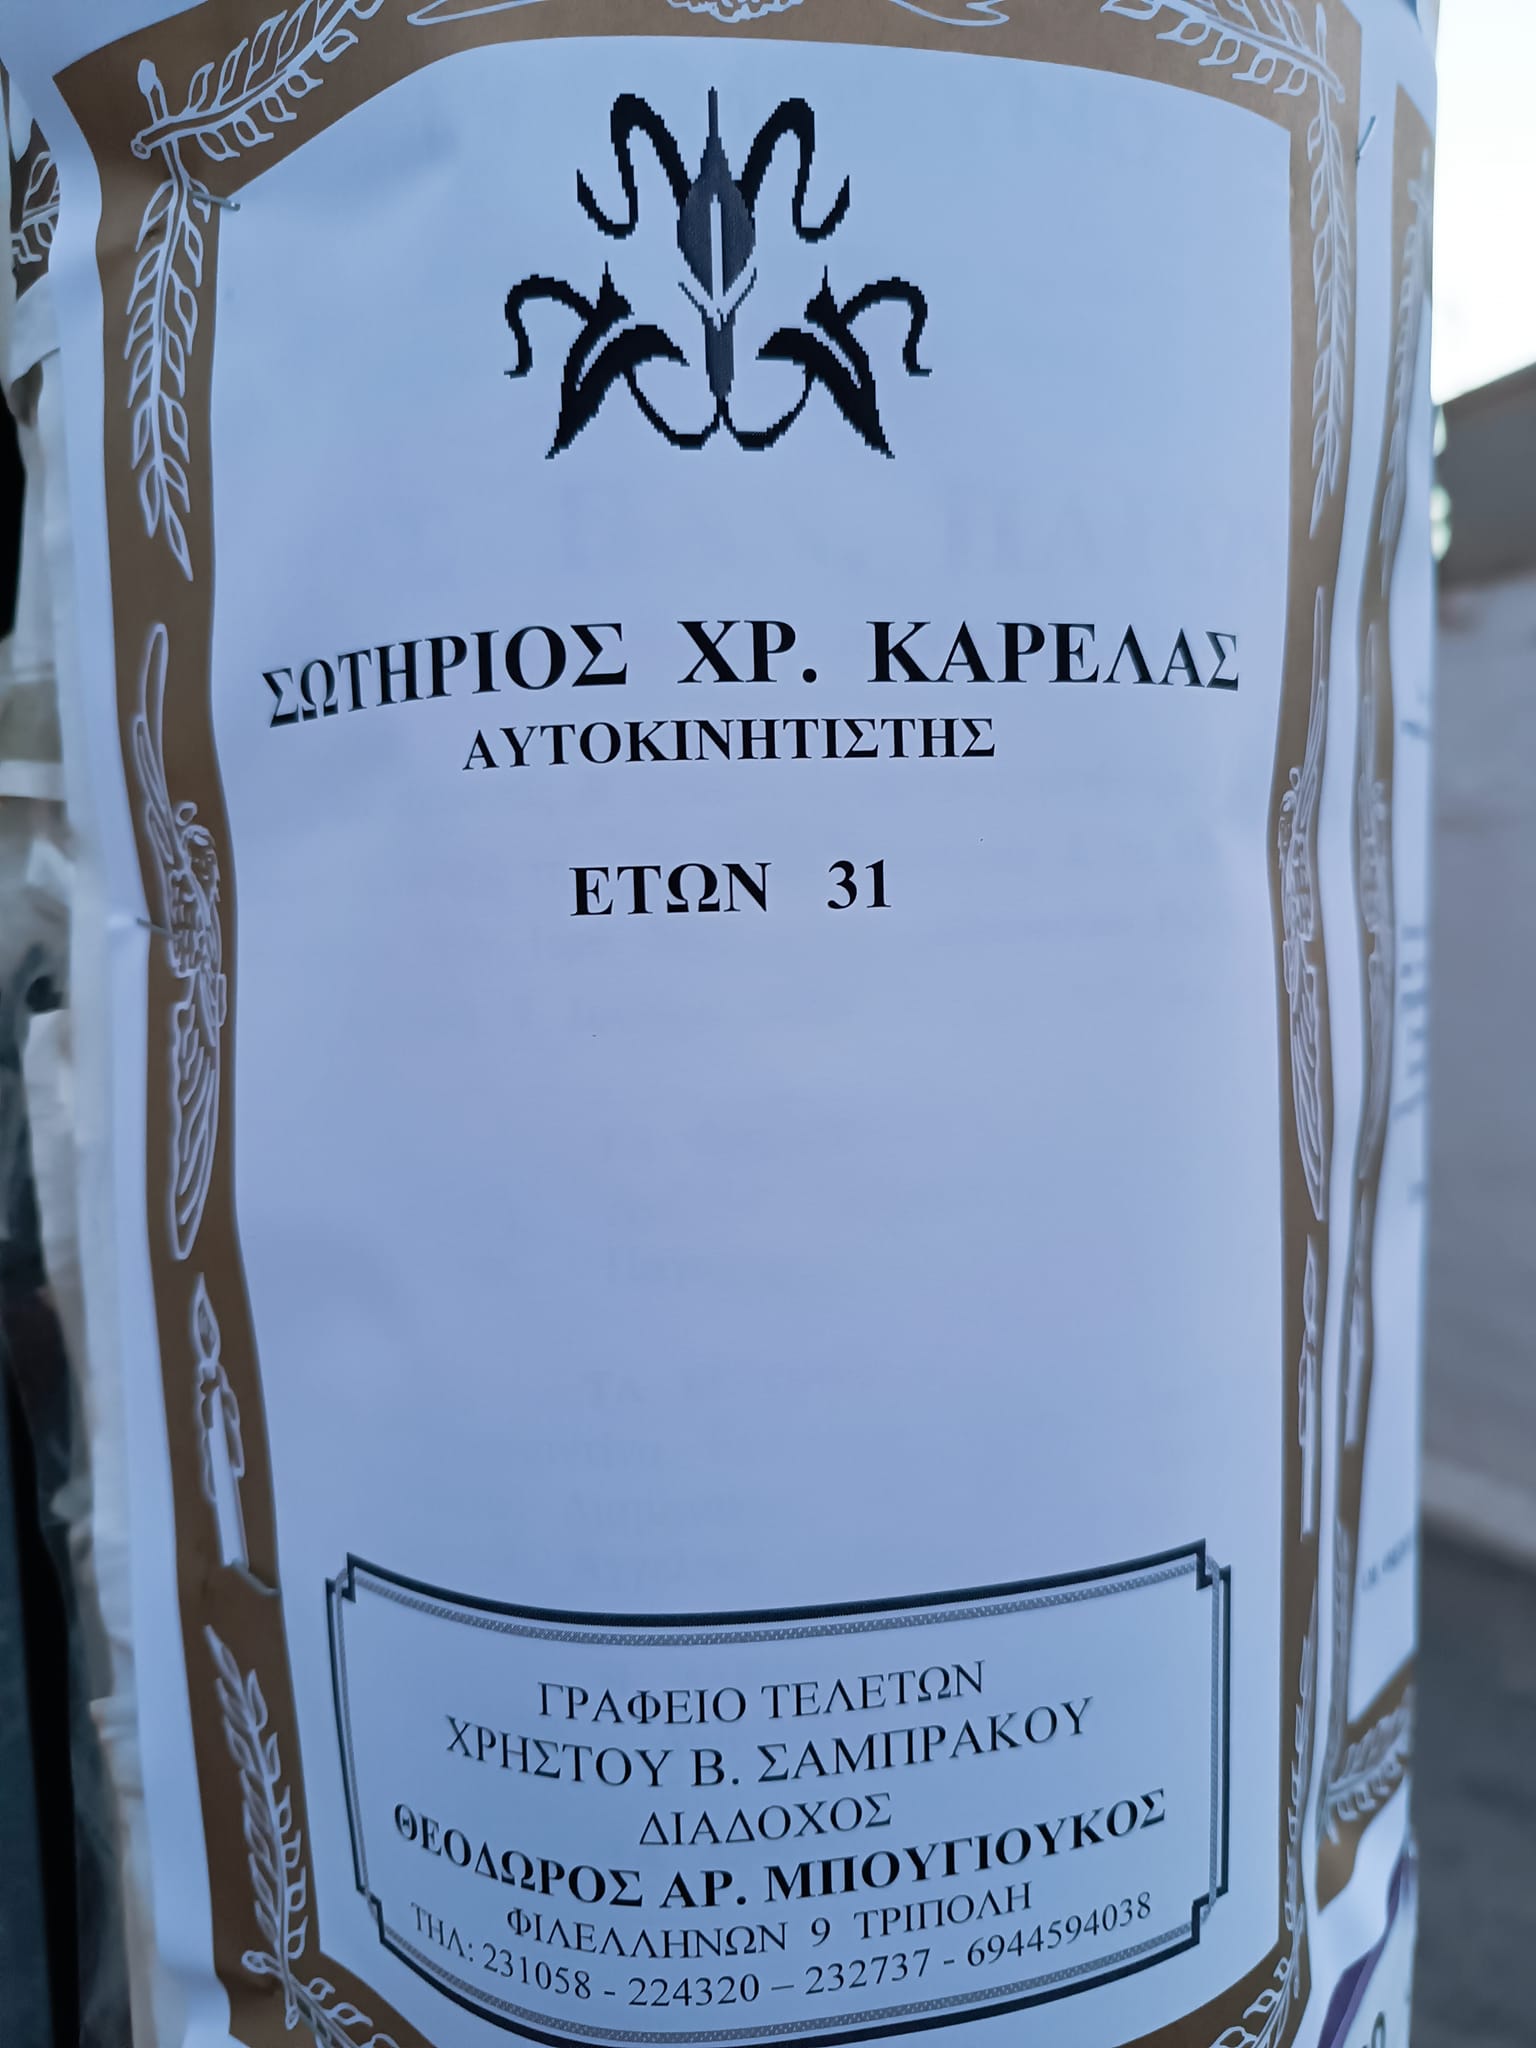 ΣΩΤΗΡΙΟΣ ΧΡ. ΚΑΡΕΛΑΣ
ΑΥΤΟΚΙΝΗΤΙΣΤΗΣ
ΕΤΩΝ 31
ΓΡΑΦΕΙΟ ΤΕΛΕΤΩΝ
ΧΡΗΣΤΟΥ Β. ΣΑΜΠΡΑΚΟΥ
ΔΙΑΔΟΧΟΣ
ΘΕΟΔΩΡΟΣ ΑΡ. ΜΠΟΥΓΙΟΥΚΟΣ
ΦΙΛΕΛΛΗΝΩΝ 9 ΤΡΙΠΟΛΗ
ΤΗΛ: 231058 - 224320 – 232737 - 6944594038